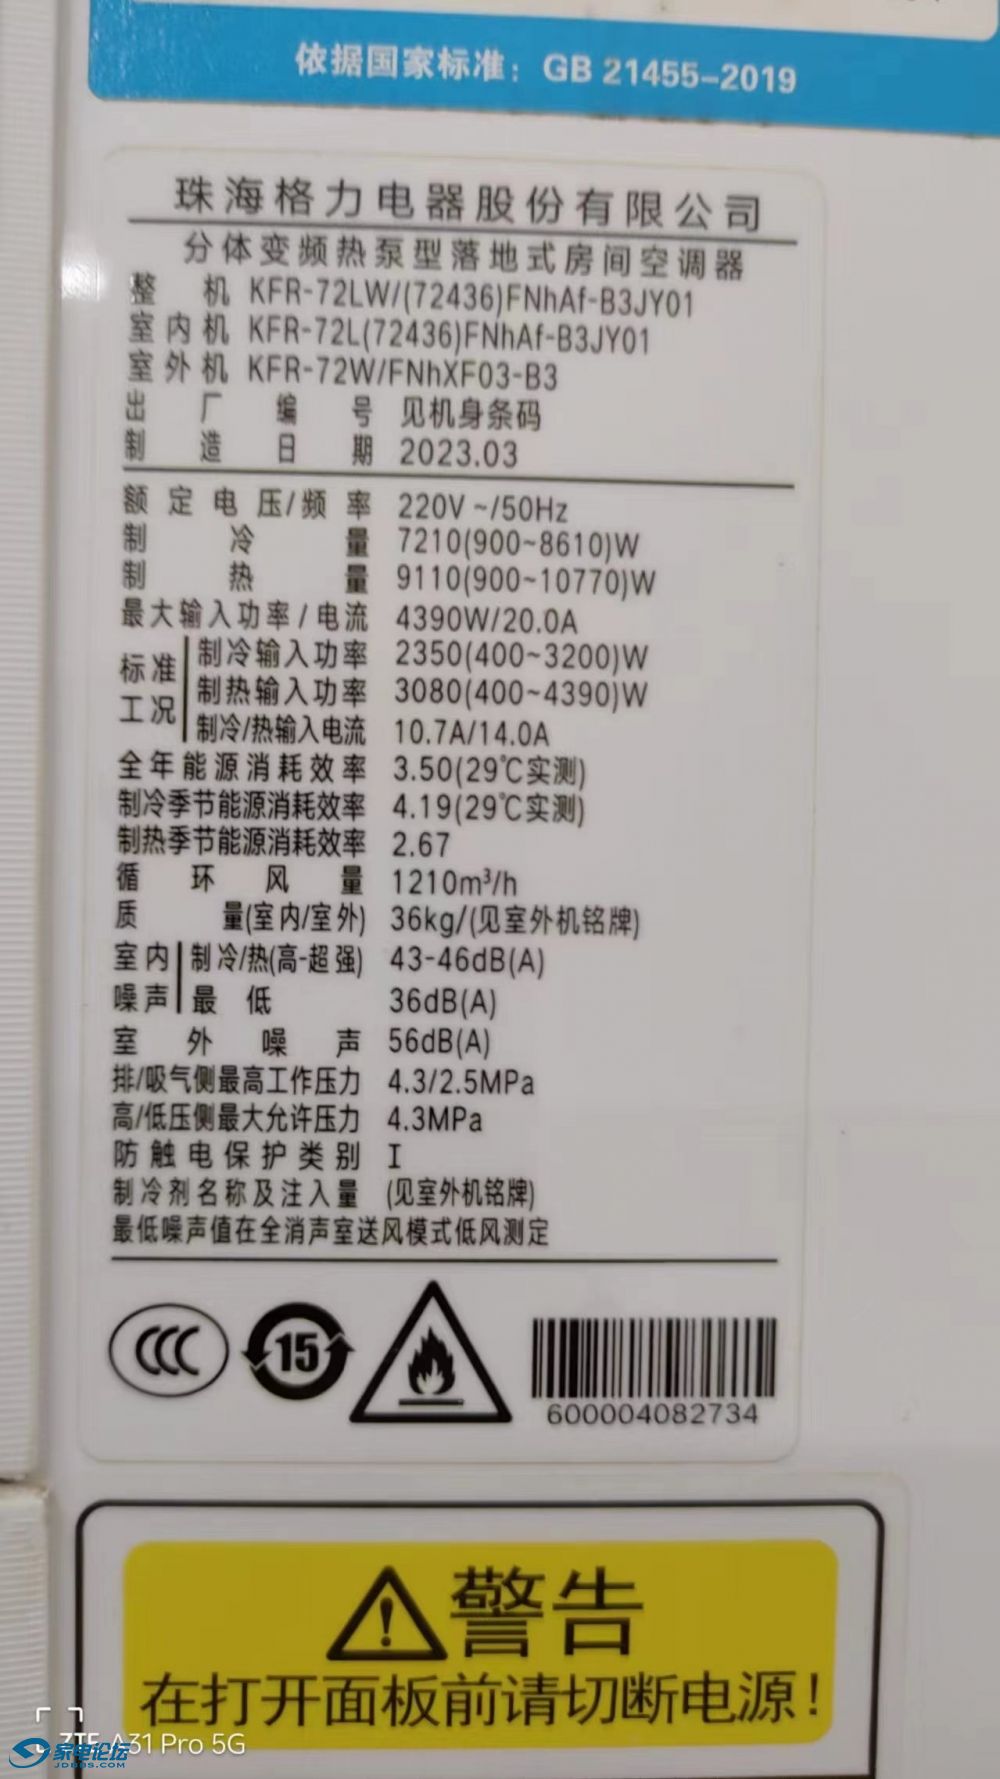 依据国家标准：GB 21455-2019
珠海格力电器股份有限公司
分体变频热泵型落地式房间空调器
整机 KFR-72LW/(72436)FNhAf-B3JY01
室内机 KFR-72L(72436)FNhAf-B3JY01
室外机 KFR-72W/FNhXF03-B3
出厂编号 见机身条码
制造日期 2023.03
额定电压/频率 220V ~/50Hz
制冷量 7210(900~8610)W
制热量 9110(900~10770)W
最大输入功率/电流 4390W/20.0A
标准工况 制冷输入功率 2350(400~3200)W
制热输入功率 3080(400~4390)W
制冷/热输入电流 10.7A/14.0A
全年能源消耗效率 3.50(29℃实测)
制冷季节能源消耗效率 4.19(29℃实测)
制热季节能源消耗效率 2.67
循环风量 1210m³/h
质量(室内/室外) 36kg/(见室外机铭牌)
室内噪声 制冷/热(高-超强) 43-46dB(A)
最低 36dB(A)
室外噪声 56dB(A)
排/吸气侧最高工作压力 4.3/2.5MPa
高/低压侧最大允许压力 4.3MPa
防触电保护类别 I
制冷剂名称及注入量 (见室外机铭牌)
最低噪声值在全消声室送风模式低风测定
CCC
15
600004082734
警告
在打开面板前请切断电源！
ZTE A31 Pro 5G
家电论坛
JDBBS.COM